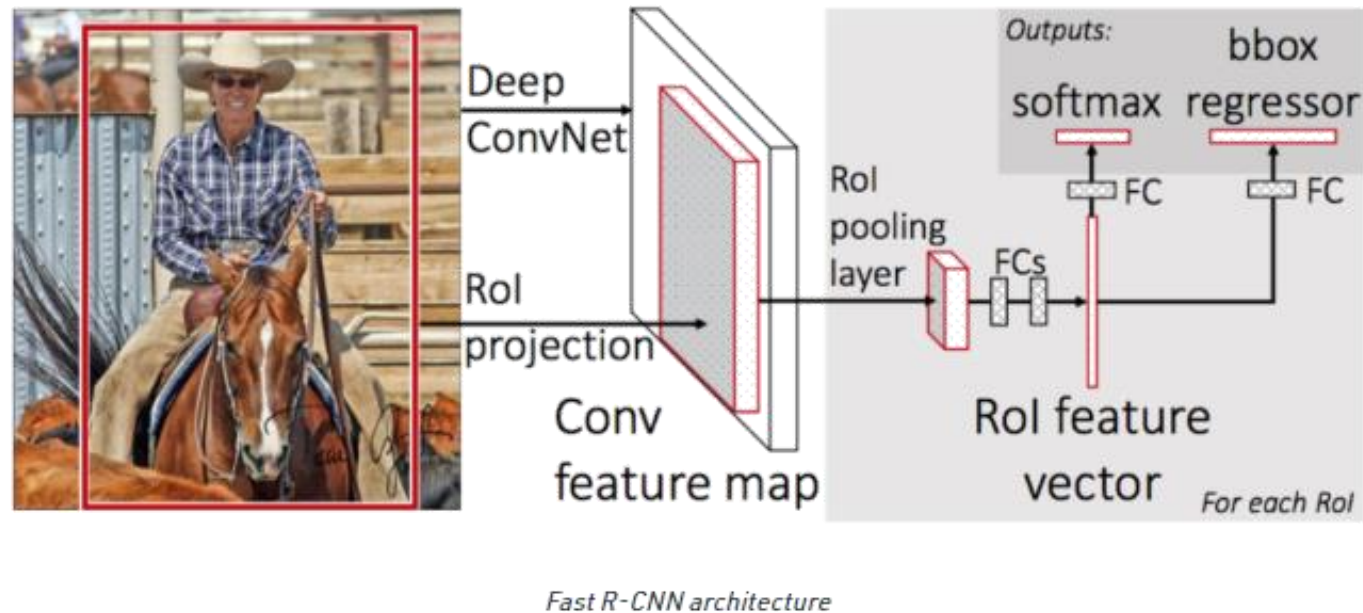 Deep
ConvNet
RoI
projection
Conv
feature map
RoI
pooling
layer
FCs
RoI feature
vector
For each RoI
Outputs:
softmax
bbox
regressor
FC
FC
Fast R-CNN architecture